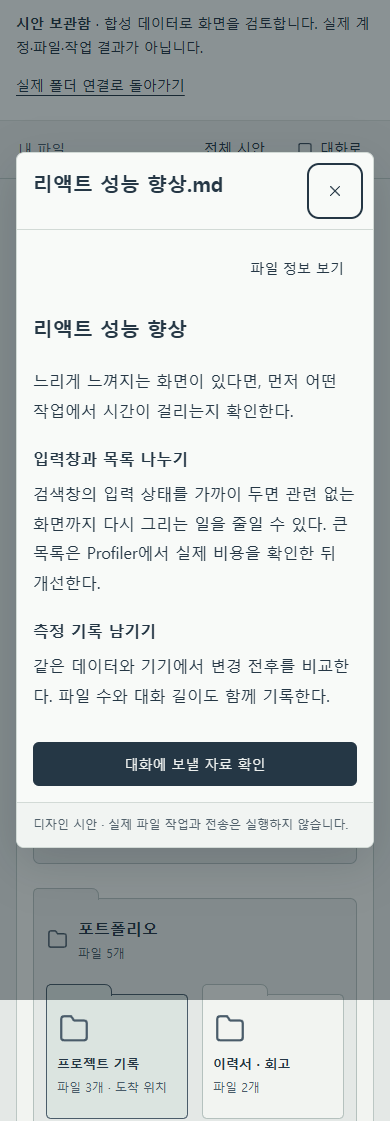 시안 보관함 · 합성 데이터로 화면을 검토합니다. 실제 계
정·파일·작업 결과가 아닙니다.
실제 폴더 연결로 돌아가기
내 파일
전체 시안
대화로
리액트 성능 향상.md
×
파일 정보 보기
리액트 성능 향상
느리게 느껴지는 화면이 있다면, 먼저 어떤
작업에서 시간이 걸리는지 확인한다.
입력창과 목록 나누기
검색창의 입력 상태를 가까이 두면 관련 없는
화면까지 다시 그리는 일을 줄일 수 있다. 큰
목록은 Profiler에서 실제 비용을 확인한 뒤
개선한다.
측정 기록 남기기
같은 데이터와 기기에서 변경 전후를 비교한
다. 파일 수와 대화 길이도 함께 기록한다.
대화에 보낼 자료 확인
디자인 시안 · 실제 파일 작업과 전송은 실행하지 않습니다.
포트폴리오
파일 5개
프로젝트 기록
파일 3개 · 도착 위치
이력서 · 회고
파일 2개